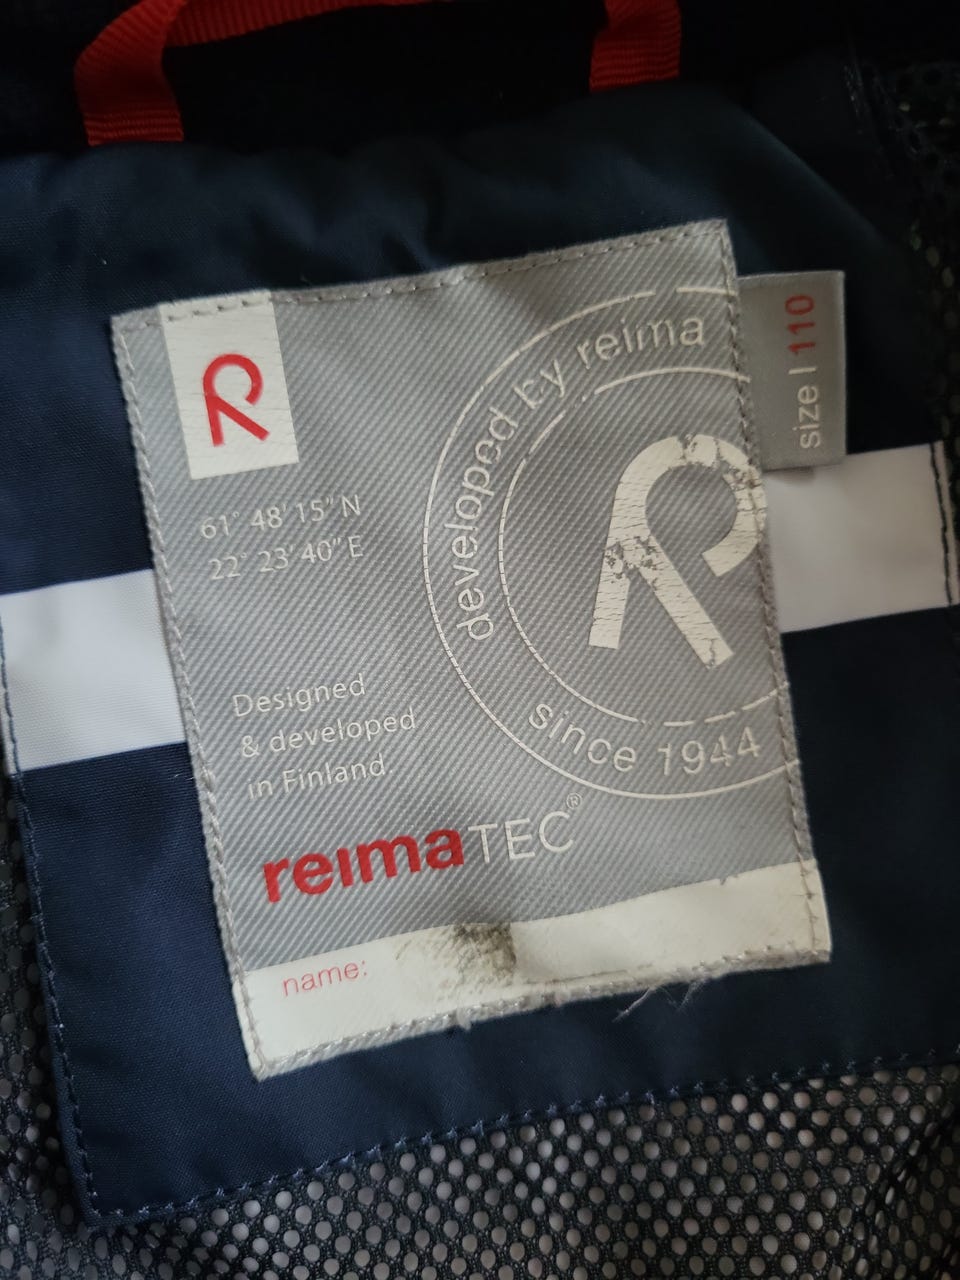 developed by reima
size | 110
61° 48' 15" N
22° 23' 40" E
Designed
& developed
in Finland.
since 1944
reimaTEC®
name: